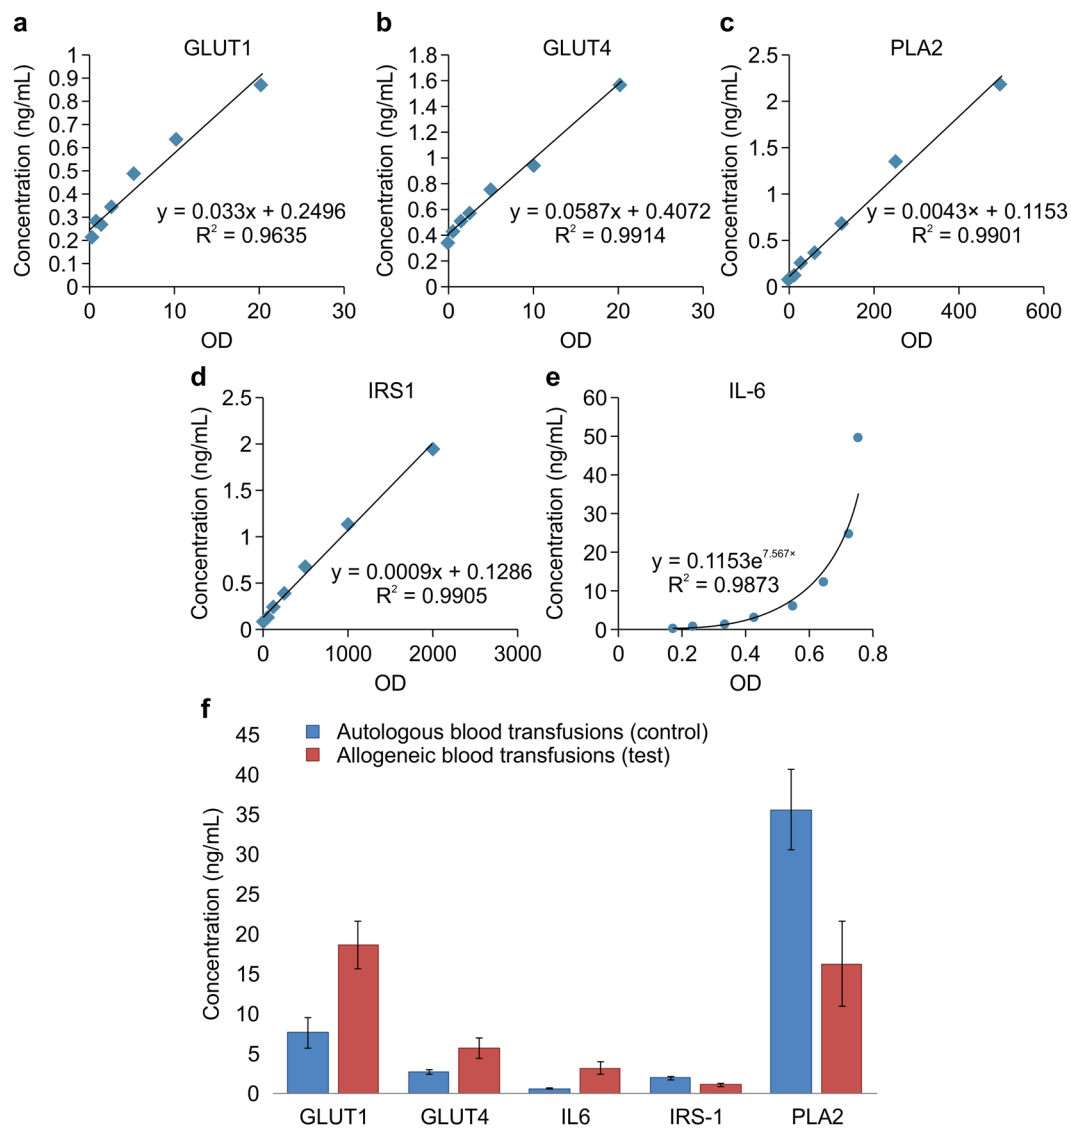 a
GLUT1
Concentration (ng/mL)
1
0.9
0.8
0.7
0.6
0.5
0.4
0.3
0.2
0.1
0
y = 0.033x + 0.2496
R² = 0.9635
0 10 20 30
OD
b
GLUT4
Concentration (ng/mL)
1.8
1.6
1.4
1.2
1
0.8
0.6
0.4
0.2
0
y = 0.0587x + 0.4072
R² = 0.9914
0 10 20 30
OD
c
PLA2
Concentration (ng/mL)
2.5
2
1.5
1
0.5
0
y = 0.0043× + 0.1153
R² = 0.9901
0 200 400 600
OD
d
IRS1
Concentration (ng/mL)
2.5
2
1.5
1
0.5
0
y = 0.0009x + 0.1286
R² = 0.9905
0 1000 2000 3000
OD
e
IL-6
Concentration (ng/mL)
60
50
40
30
20
10
0
y = 0.1153e^7.567×
R² = 0.9873
0 0.2 0.4 0.6 0.8
OD
f
Autologous blood transfusions (control)
Allogeneic blood transfusions (test)
Concentration (ng/mL)
45
40
35
30
25
20
15
10
5
0
GLUT1 GLUT4 IL6 IRS-1 PLA2